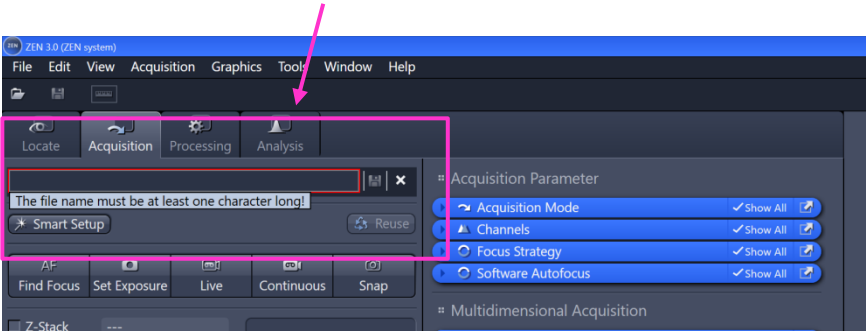 ZEN ZEN 3.0 (ZEN system)
File Edit View Acquisition Graphics Tools Window Help
Locate Acquisition Processing Analysis
The file name must be at least one character long!
Smart Setup Reuse
AF
Find Focus Set Exposure Live Continuous Snap
Z-Stack ---
Acquisition Parameter
Acquisition Mode Show All
Channels Show All
Focus Strategy Show All
Software Autofocus Show All
Multidimensional Acquisition